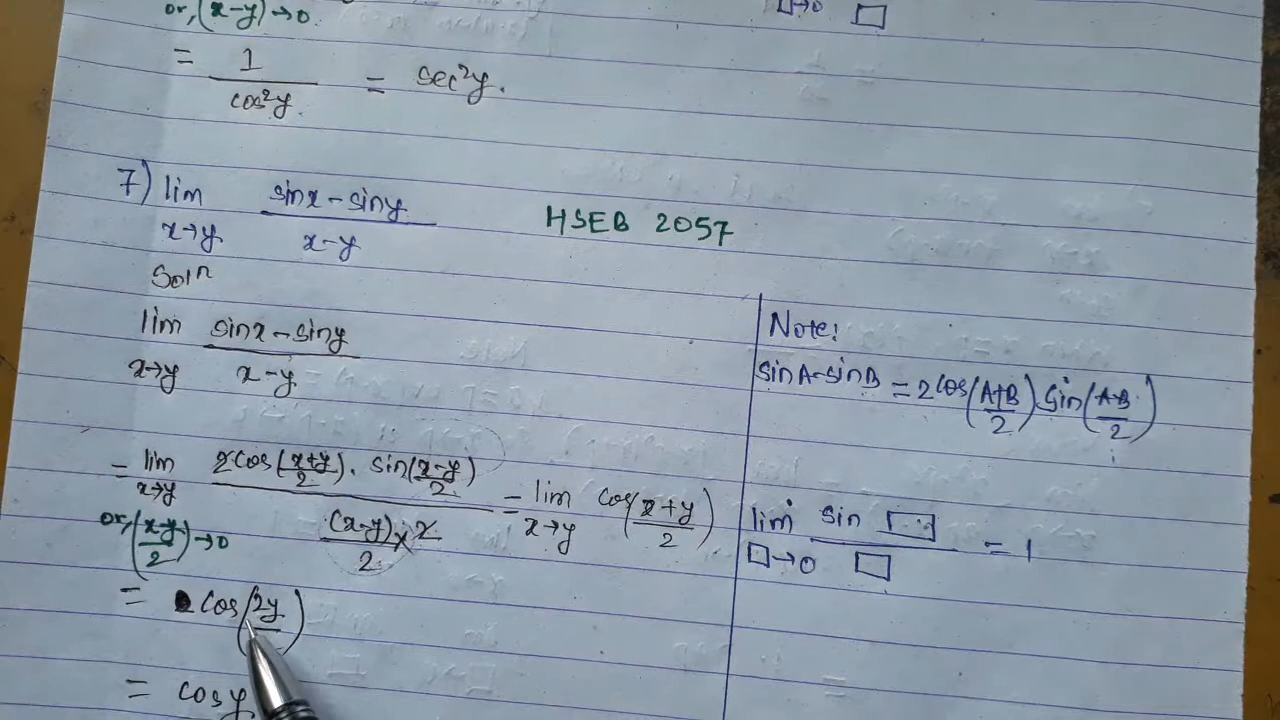 or, (x-y)→0.
□→0 □
= 1/cos²y. = sec²y.
7) lim x→y (sinx - siny)/(x-y) HSEB 2057
Solⁿ
lim x→y (sinx - siny)/(x-y)
= lim x→y or, ((x-y)/2)→0 (2cos((x+y)/2) . sin((x-y)/2))/((x-y)/2 × 2) = lim x→y cos((x+y)/2)
= cos(2y/
= cosy
Note:
sinA-sinB = 2cos((A+B)/2) Sin((A-B)/2)
lim □→0 sin □/□ = 1